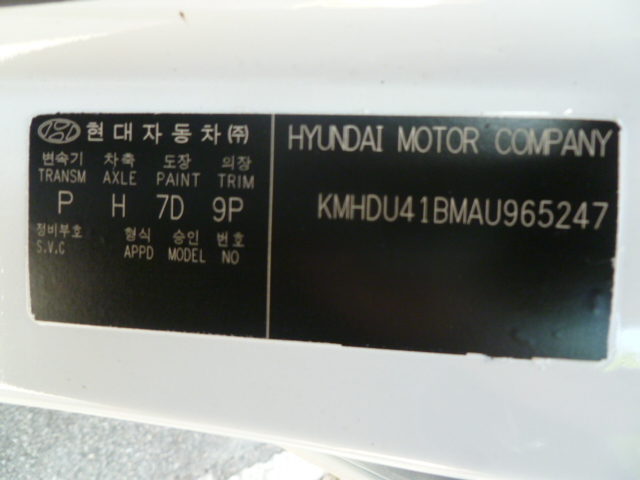 현대자동차㈜
변속기 차축 도장 의장
TRANSM AXLE PAINT TRIM
P H 7D 9P
정비부호 형식 승인 번호
S.V.C APPD MODEL NO
HYUNDAI MOTOR COMPANY
KMHDU41BMAU965247